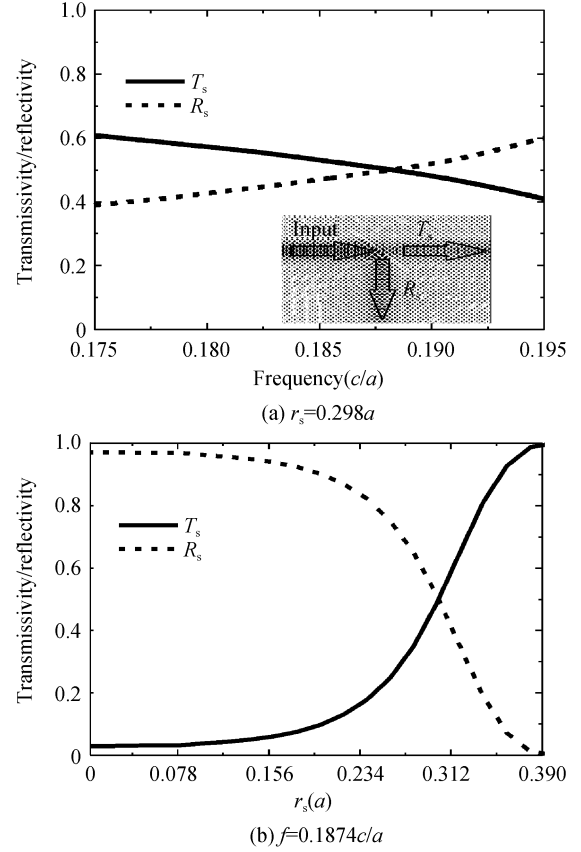 1.0
0.8
0.6
0.4
0.2
0
Transmissivity/reflectivity
Ts
Rs
Input
Ts
R
0.175
0.180
0.185
0.190
0.195
Frequency(c/a)
(a) rs=0.298a
1.0
0.8
0.6
0.4
0.2
0
Transmissivity/reflectivity
Ts
Rs
0
0.078
0.156
0.234
0.312
0.390
rs(a)
(b) f=0.1874c/a